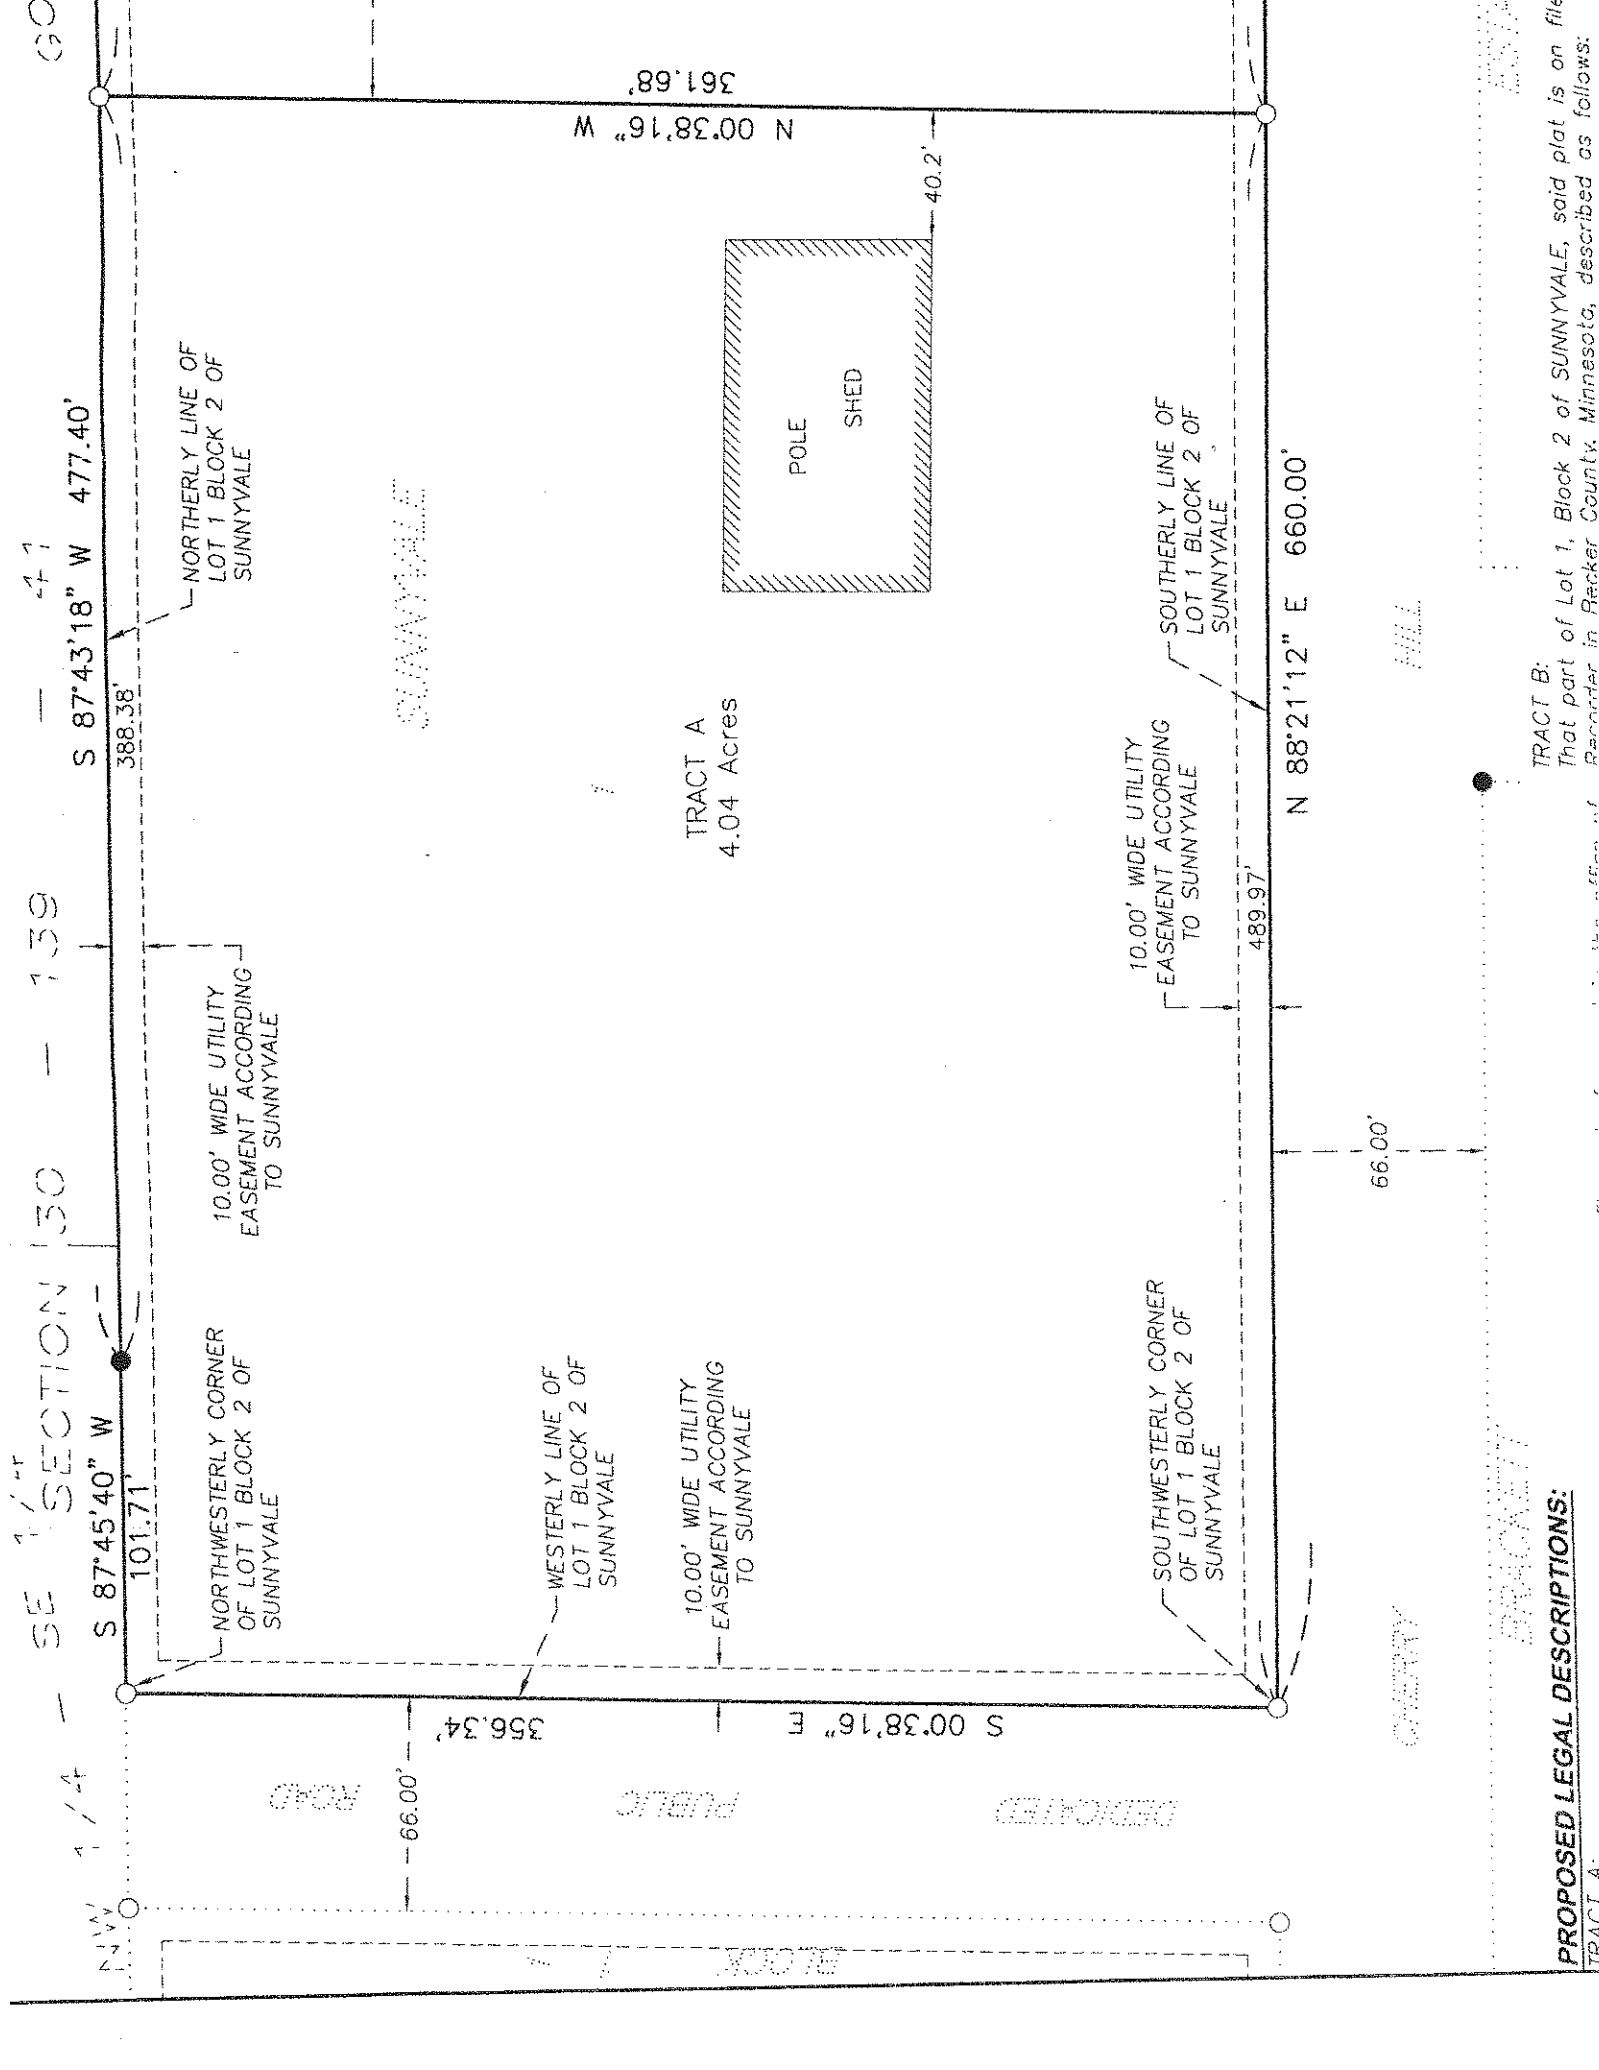 NW 1/4 - SE 1/4
SECTION 30 - 139 - 41
GO
S 87°45'40" W
101.71'
S 87°43'18" W 477.40'
388.38'
NORTHWESTERLY CORNER
OF LOT 1 BLOCK 2 OF
SUNNYVALE
10.00' WIDE UTILITY
EASEMENT ACCORDING
TO SUNNYVALE
NORTHERLY LINE OF
LOT 1 BLOCK 2 OF
SUNNYVALE
SUNNYVALE
1
361.68'
N 00°38'16" W
40.2'
POLE
SHED
TRACT A
4.04 Acres
WESTERLY LINE OF
LOT 1 BLOCK 2 OF
SUNNYVALE
10.00' WIDE UTILITY
EASEMENT ACCORDING
TO SUNNYVALE
356.34'
S 00°38'16" E
66.00'
DEDICATED
PUBLIC
ROAD
BLOCK 1
SOUTHWESTERLY CORNER
OF LOT 1 BLOCK 2 OF
SUNNYVALE
10.00' WIDE UTILITY
EASEMENT ACCORDING
TO SUNNYVALE
SOUTHERLY LINE OF
LOT 1 BLOCK 2 OF
SUNNYVALE
489.97'
N 88°21'12" E 660.00'
66.00'
CHERRY
HILL
BRACKETT
PROPOSED LEGAL DESCRIPTIONS:
TRACT A:
TRACT B:
That part of Lot 1, Block 2 of SUNNYVALE, said plat is on file
Recorder in Becker County, Minnesota, described as follows: